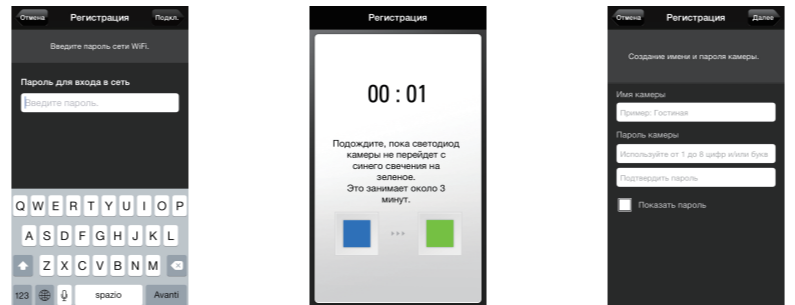 Отмена Регистрация Подкл.
Введите пароль сети WiFi.
Пароль для входа в сеть
Введите пароль.
Q W E R T Y U I O P
A S D F G H J K L
Z X C V B N M
123 spazio Avanti
Регистрация
00 : 01
Подождите, пока светодиод
камеры не перейдет с
синего свечения на
зеленое.
Это занимает около 3
минут.
Отмена Регистрация Далее
Создание имени и пароля камеры.
Имя камеры
Пример: Гостиная
Пароль камеры
Используйте от 1 до 8 цифр и/или букв
Подтвердить пароль
Показать пароль